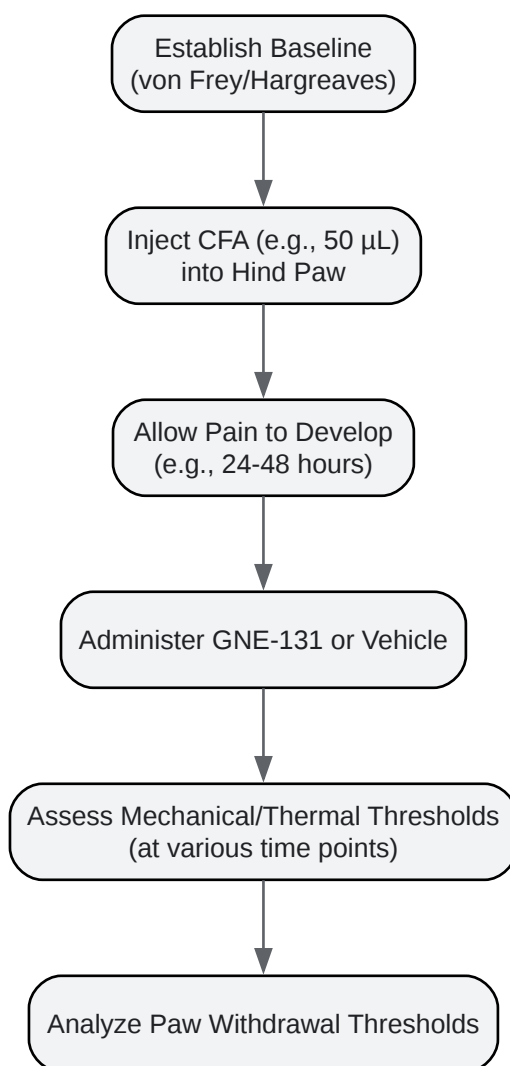 Establish Baseline
(von Frey/Hargreaves)
Inject CFA (e.g., 50 µL)
into Hind Paw
Allow Pain to Develop
(e.g., 24-48 hours)
Administer GNE-131 or Vehicle
Assess Mechanical/Thermal Thresholds
(at various time points)
Analyze Paw Withdrawal Thresholds